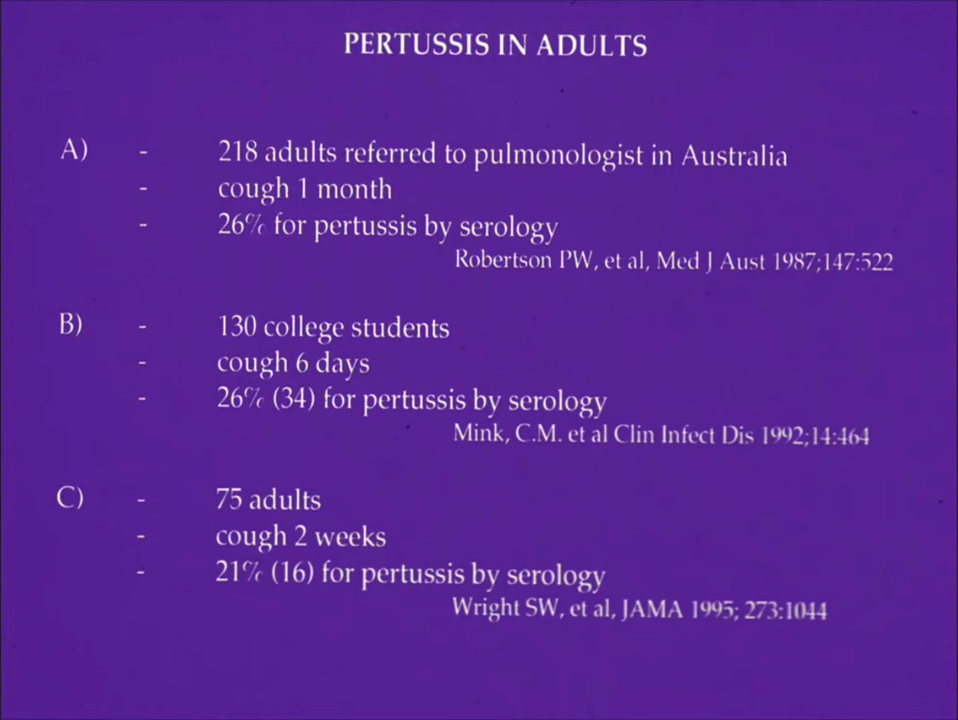 PERTUSSIS IN ADULTS
A) - 218 adults referred to pulmonologist in Australia
- cough 1 month
- 26% for pertussis by serology
Robertson PW, et al, Med J Aust 1987;147:522
B) - 130 college students
- cough 6 days
- 26% (34) for pertussis by serology
Mink, C.M. et al Clin Infect Dis 1992;14:464
C) - 75 adults
- cough 2 weeks
- 21% (16) for pertussis by serology
Wright SW, et al, JAMA 1995; 273:1044